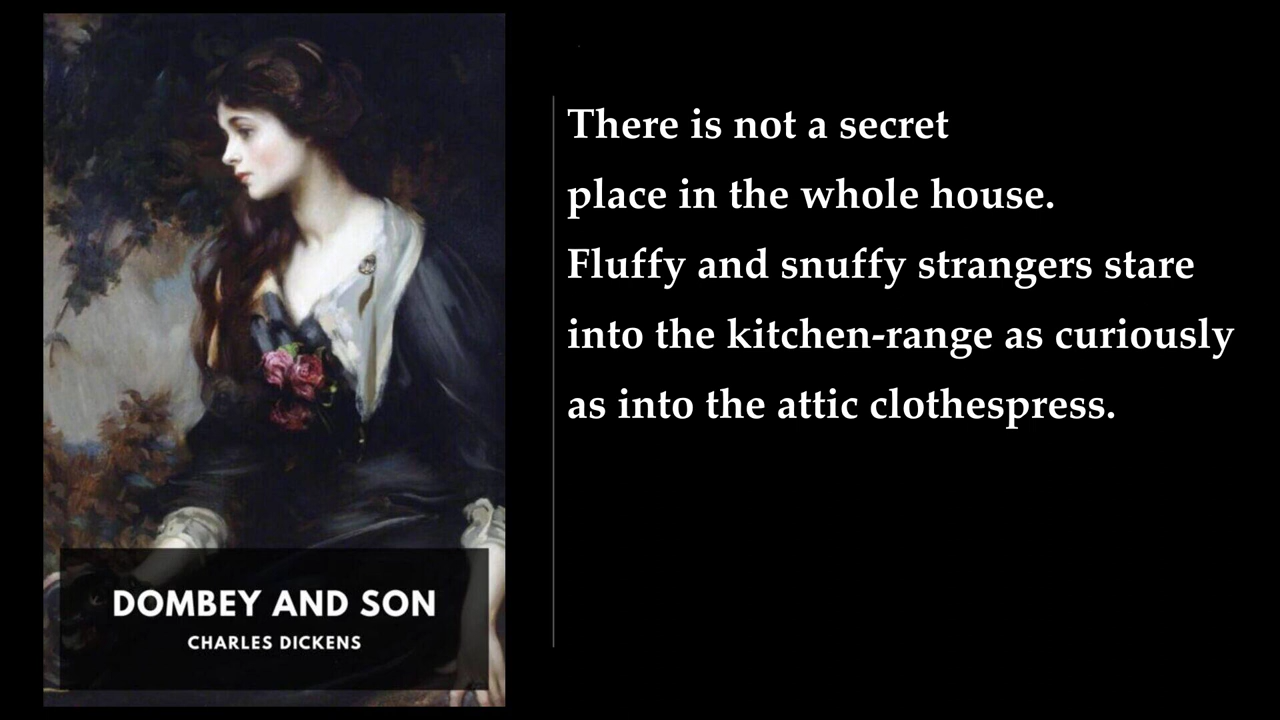 There is not a secret
place in the whole house.
Fluffy and snuffy strangers stare
into the kitchen-range as curiously
as into the attic clothespress.
DOMBEY AND SON
CHARLES DICKENS